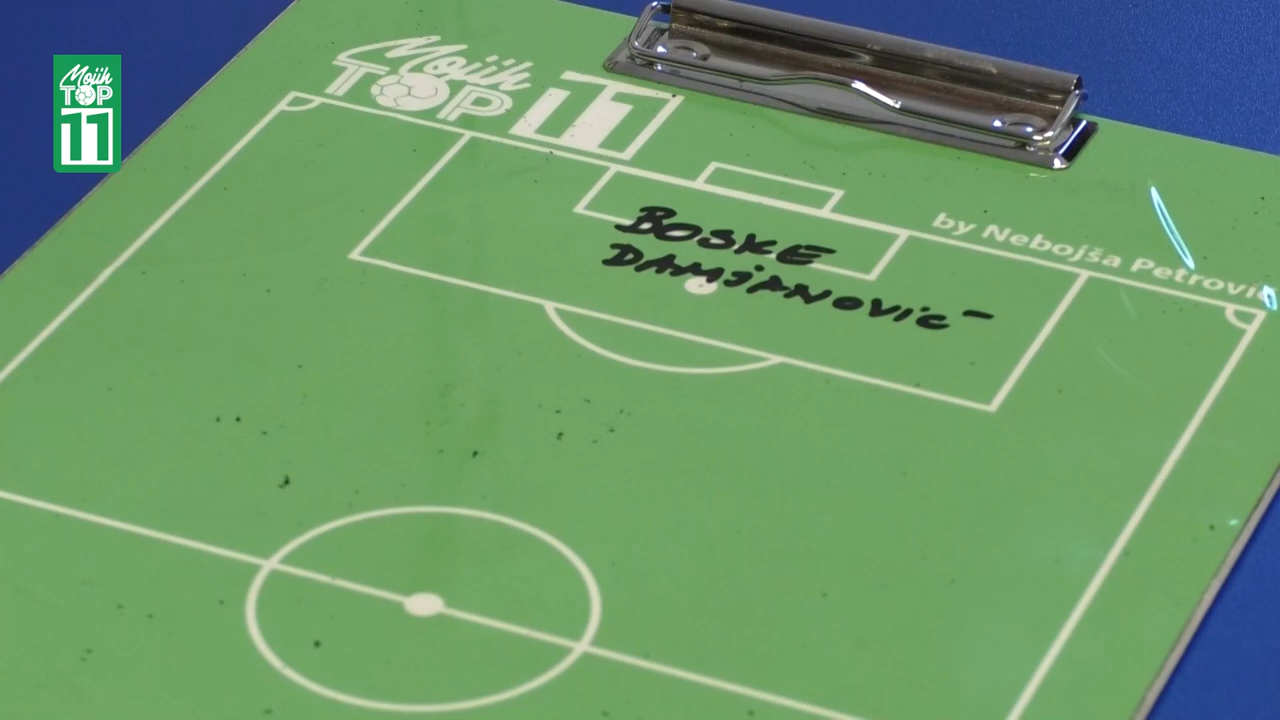 Mojih
TOP
11
Mojih
TOP 11
by Nebojša Petrović
BOSKE
DAMJANOVIĆ